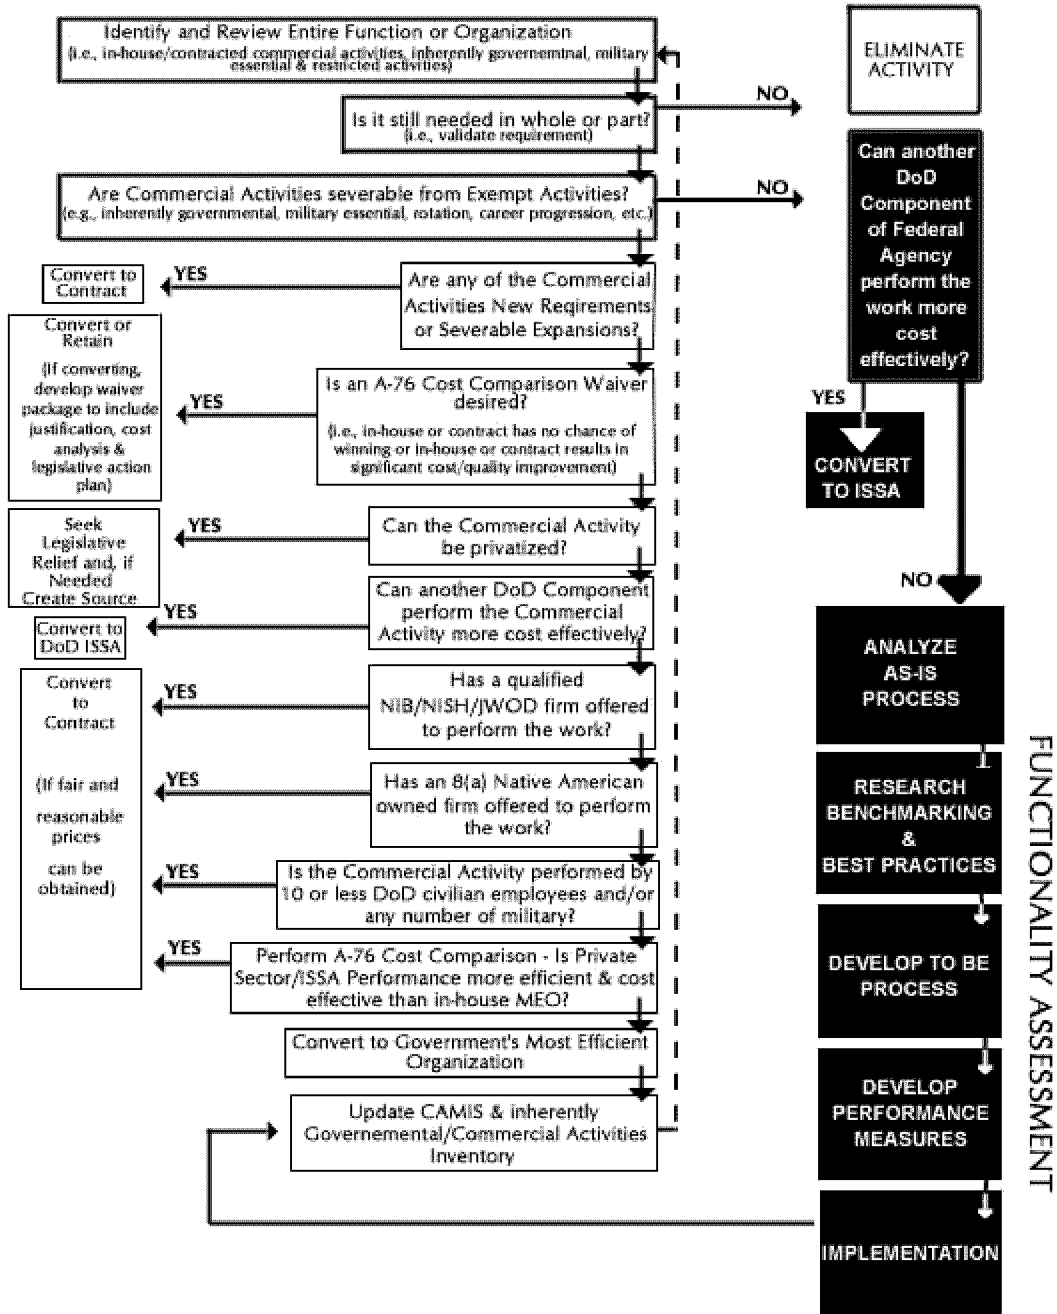 Identify and Review Entire Function or Organization
(i.e., in-house/contracted commercial activities, inherently governemtnal, military
essential & restricted activities)
ELIMINATE
ACTIVITY
NO
Is it still needed in whole or part?
(i.e., validate requirement)
Can another
DoD
Component
of Federal
Agency
perform the
work more
cost
effectively?
NO
Are Commercial Activities severable from Exempt Activities?
(e.g., inherently governmental, military essential, rotation, career progression, etc.)
Convert to
Contract
YES
Are any of the Commercial
Activities New Reqirements
or Severable Expansions?
Convert or
Retain
(If converting,
develop waiver
package to include
justification, cost
analysis &
legislative action
plan)
YES
Is an A-76 Cost Comparison Waiver
desired?
(i.e., in-house or contract has no chance of
winning or in-house or contract results in
significant cost/quality improvement)
YES
CONVERT
TO ISSA
Seek
Legislative
Relief and, if
Needed
Create Source
YES
Can the Commercial Activity
be privatized?
NO
Convert to
DoD ISSA
YES
Can another DoD Component
perform the Commercial
Activity more cost effectively?
ANALYZE
AS-IS
PROCESS
Convert
to
Contract
(If fair and
reasonable
prices
can be
obtained)
YES
Has a qualified
NIB/NISH/JWOD firm offered
to perform the work?
YES
Has an 8(a) Native American
owned firm offered to perform
the work?
RESEARCH
BENCHMARKING
&
BEST PRACTICES
YES
Is the Commercial Activity performed by
10 or less DoD civilian employees and/or
any number of military?
YES
Perform A-76 Cost Comparison - Is Private
Sector/ISSA Performance more efficient & cost
effective than in-house MEO?
DEVELOP TO BE
PROCESS
Convert to Government's Most Efficient
Organization
DEVELOP
PERFORMANCE
MEASURES
Update CAMIS & inherently
Governemental/Commercial Activities
Inventory
IMPLEMENTATION
FUNCTIONALITY ASSESSMENT